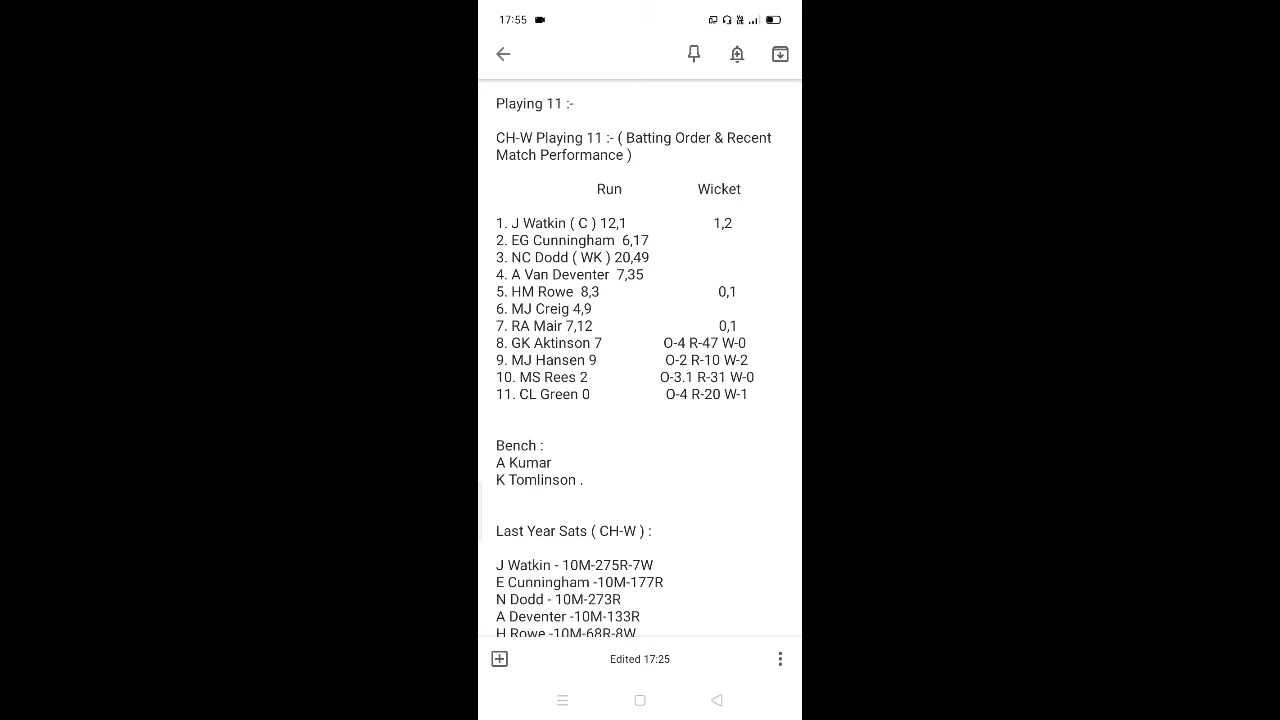 17:55
Playing 11 :-
CH-W Playing 11 :- ( Batting Order & Recent
Match Performance )
Run Wicket
1. J Watkin ( C ) 12,1 1,2
2. EG Cunningham 6,17
3. NC Dodd ( WK ) 20,49
4. A Van Deventer 7,35
5. HM Rowe 8,3 0,1
6. MJ Creig 4,9
7. RA Mair 7,12 0,1
8. GK Aktinson 7 O-4 R-47 W-0
9. MJ Hansen 9 O-2 R-10 W-2
10. MS Rees 2 O-3.1 R-31 W-0
11. CL Green 0 O-4 R-20 W-1
Bench :
A Kumar
K Tomlinson .
Last Year Sats ( CH-W ) :
J Watkin - 10M-275R-7W
E Cunningham -10M-177R
N Dodd - 10M-273R
A Deventer -10M-133R
H Rowe -10M-68R-8W
Edited 17:25